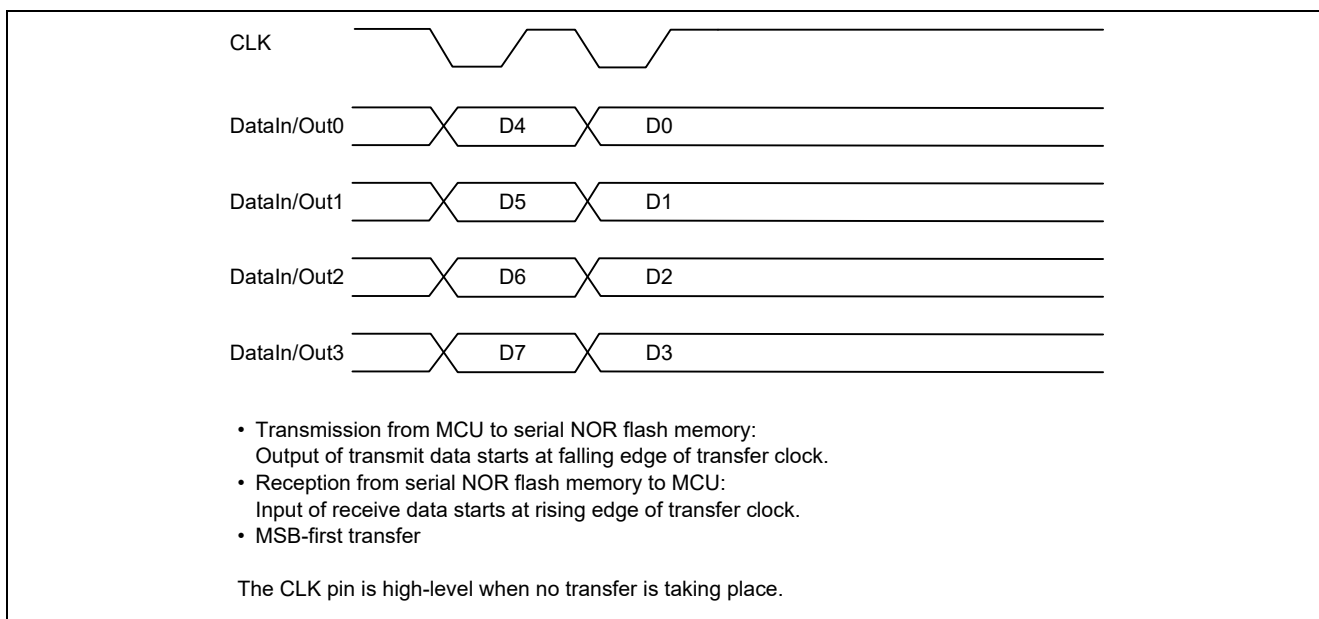 CLK
DataIn/Out0 D4 D0
DataIn/Out1 D5 D1
DataIn/Out2 D6 D2
DataIn/Out3 D7 D3
• Transmission from MCU to serial NOR flash memory:
Output of transmit data starts at falling edge of transfer clock.
• Reception from serial NOR flash memory to MCU:
Input of receive data starts at rising edge of transfer clock.
• MSB-first transfer
The CLK pin is high-level when no transfer is taking place.